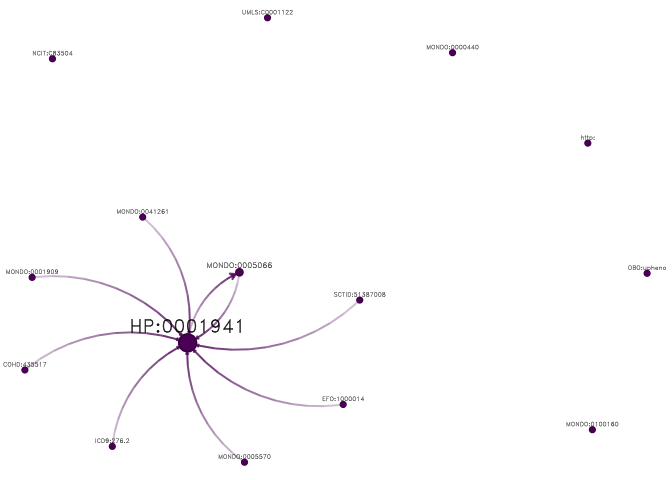 UMLS:C0001122
NCIT:C83504
MONDO:0000440
http:
MONDO:0041261
MONDO:0005066
OBO:upheno
MONDO:0001909
SCTID:51387008
HP:0001941
COHD:435517
EFO:1000014
MONDO:0100160
ICD9:276.2
MONDO:0005570